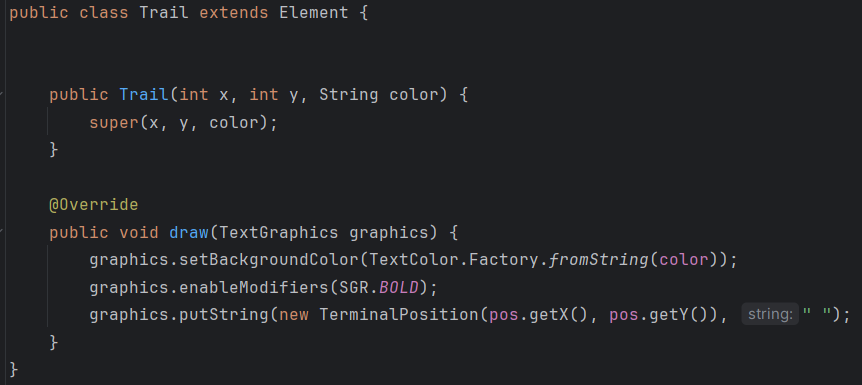 public class Trail extends Element {
public Trail(int x, int y, String color) {
super(x, y, color);
}
@Override
public void draw(TextGraphics graphics) {
graphics.setBackgroundColor(TextColor.Factory.fromString(color));
graphics.enableModifiers(SGR.BOLD);
graphics.putString(new TerminalPosition(pos.getX(), pos.getY()), string: " ");
}
}